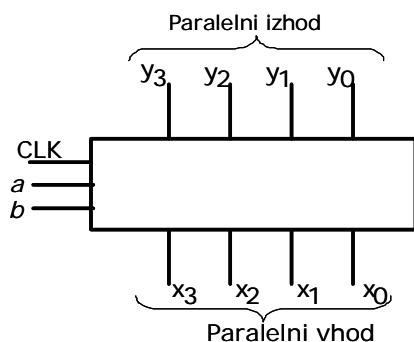 Paralelni izhod
y3 y2 y1 y0
CLK
a
b
x3 x2 x1 x0
Paralelni vhod